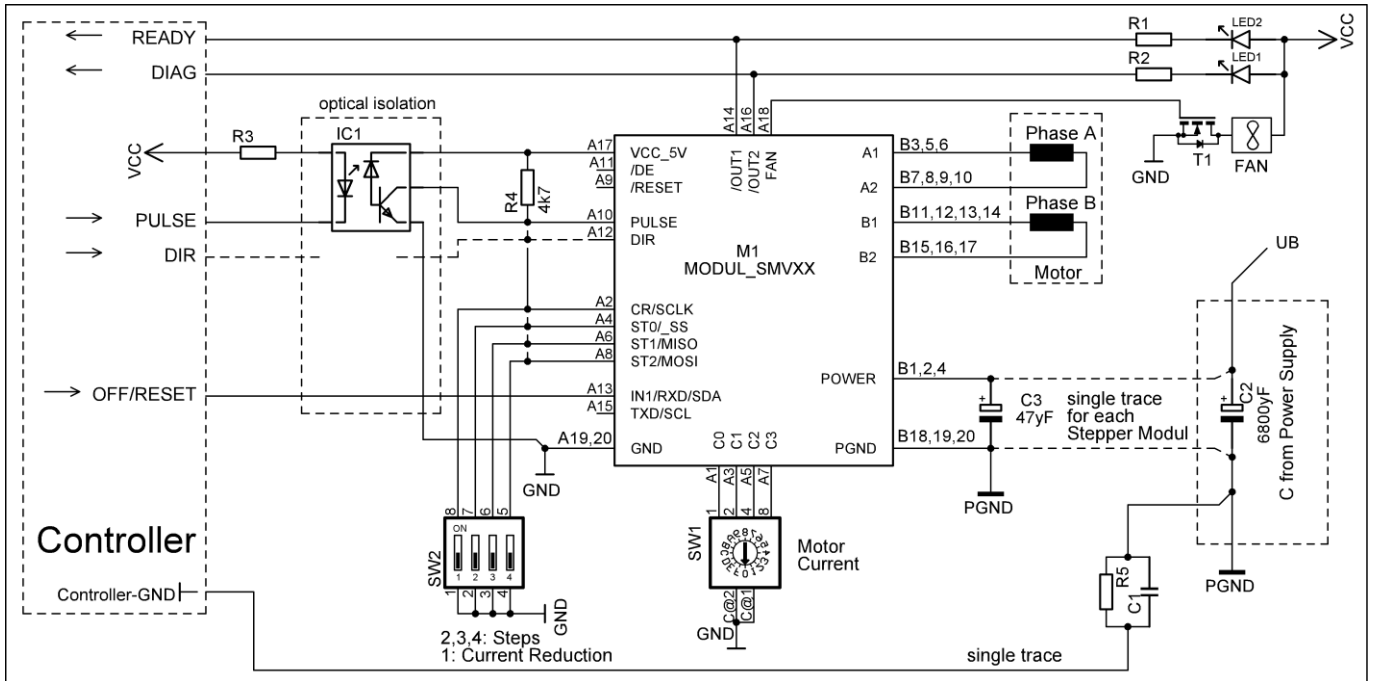 READY
DIAG
R1
LED2
R2
LED1
VCC
optical isolation
IC1
R3
VCC
PULSE
DIR
OFF/RESET
Controller
Controller-GND
R4
4k7
A17
A11
A9
A10
A12
A2
A4
A6
A8
A13
A15
A19,20
A14
A16
A18
VCC_5V
/DE
/RESET
PULSE
DIR
CR/SCLK
ST0/_SS
ST1/MISO
ST2/MOSI
IN1/RXD/SDA
TXD/SCL
GND
/OUT1
/OUT2
FAN
M1
MODUL_SMVXX
A1
A2
B1
B2
POWER
PGND
C0
C1
C2
C3
A1
A3
A5
A7
B3,5,6
B7,8,9,10
B11,12,13,14
B15,16,17
B1,2,4
B18,19,20
Phase A
Phase B
Motor
GND
T1
FAN
UB
+
C3
47yF
single trace
for each
Stepper Modul
+
C2
6800yF
C from Power Supply
PGND
PGND
R5
C1
single trace
GND
8
7
6
5
ON
1
2
3
4
SW2
1
2
3
4
GND
2,3,4: Steps
1: Current Reduction
1
2
4
8
SW1
Motor
Current
C@2
C@1
GND